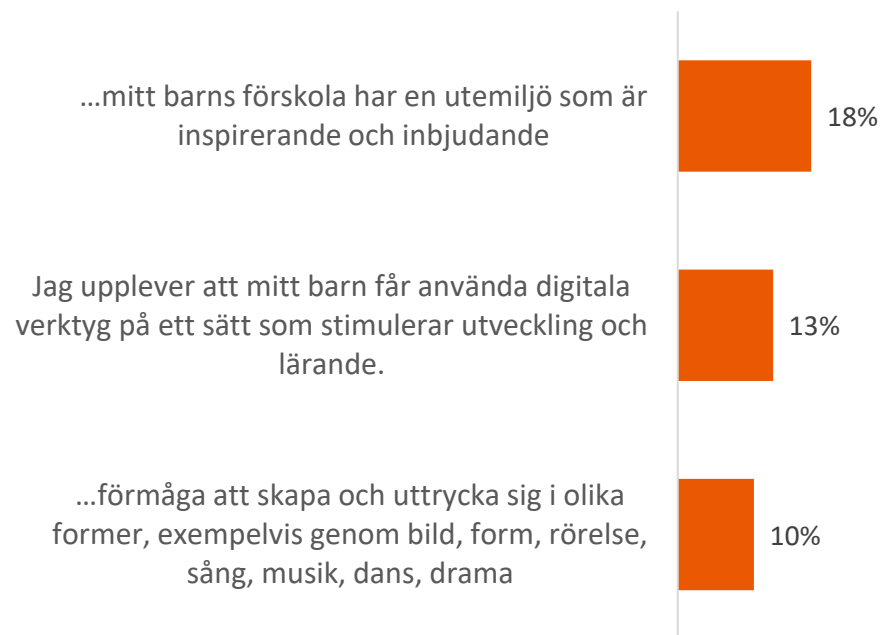 ...mitt barns förskola har en utemiljö som är
inspirerande och inbjudande
18%
Jag upplever att mitt barn får använda digitala
verktyg på ett sätt som stimulerar utveckling och
lärande.
13%
...förmåga att skapa och uttrycka sig i olika
former, exempelvis genom bild, form, rörelse,
sång, musik, dans, drama
10%